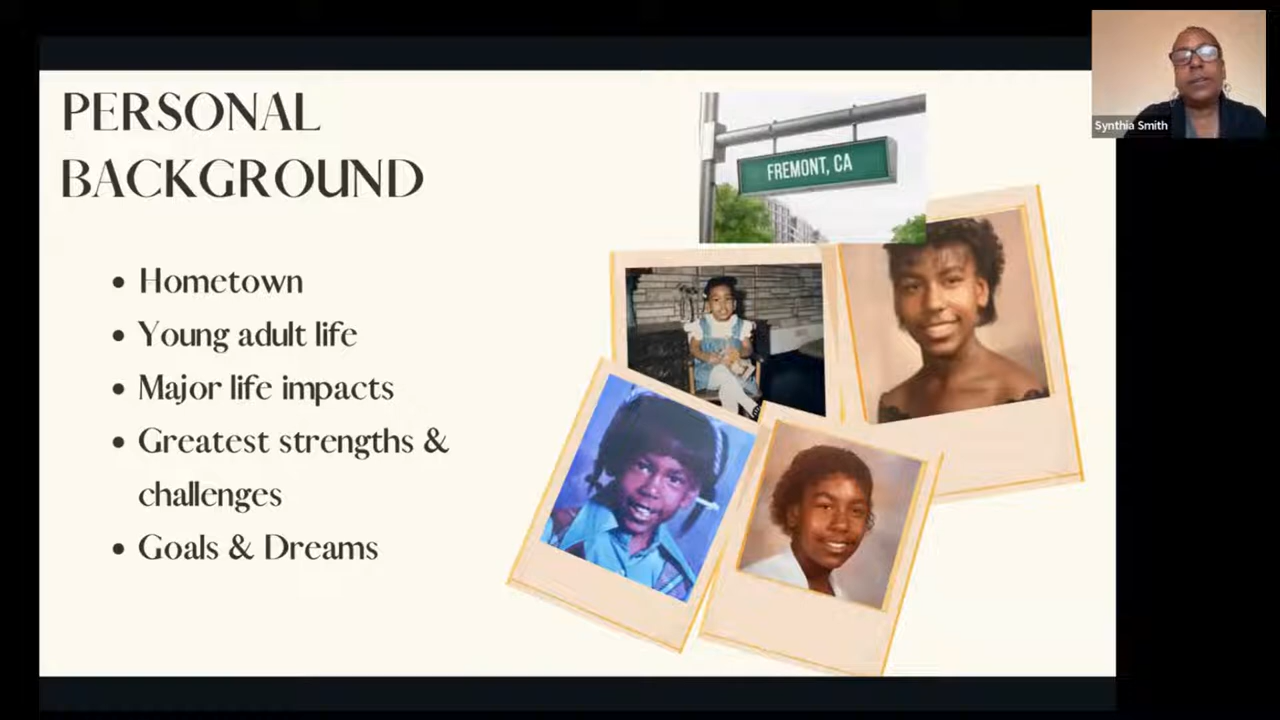 PERSONAL
BACKGROUND
• Hometown
• Young adult life
• Major life impacts
• Greatest strengths &
challenges
• Goals & Dreams
FREMONT, CA
Synthia Smith